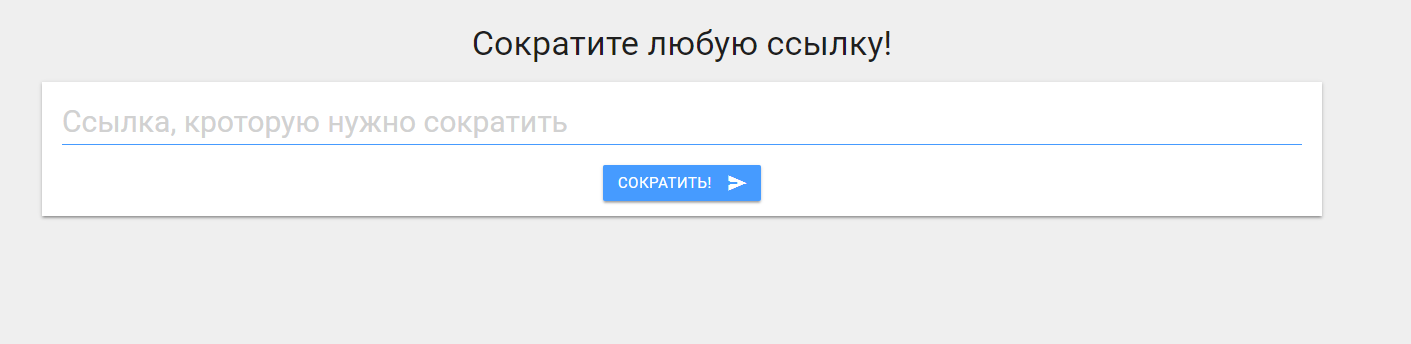 Сократите любую ссылку!
Ссылка, кроторую нужно сократить
СОКРАТИТЬ!